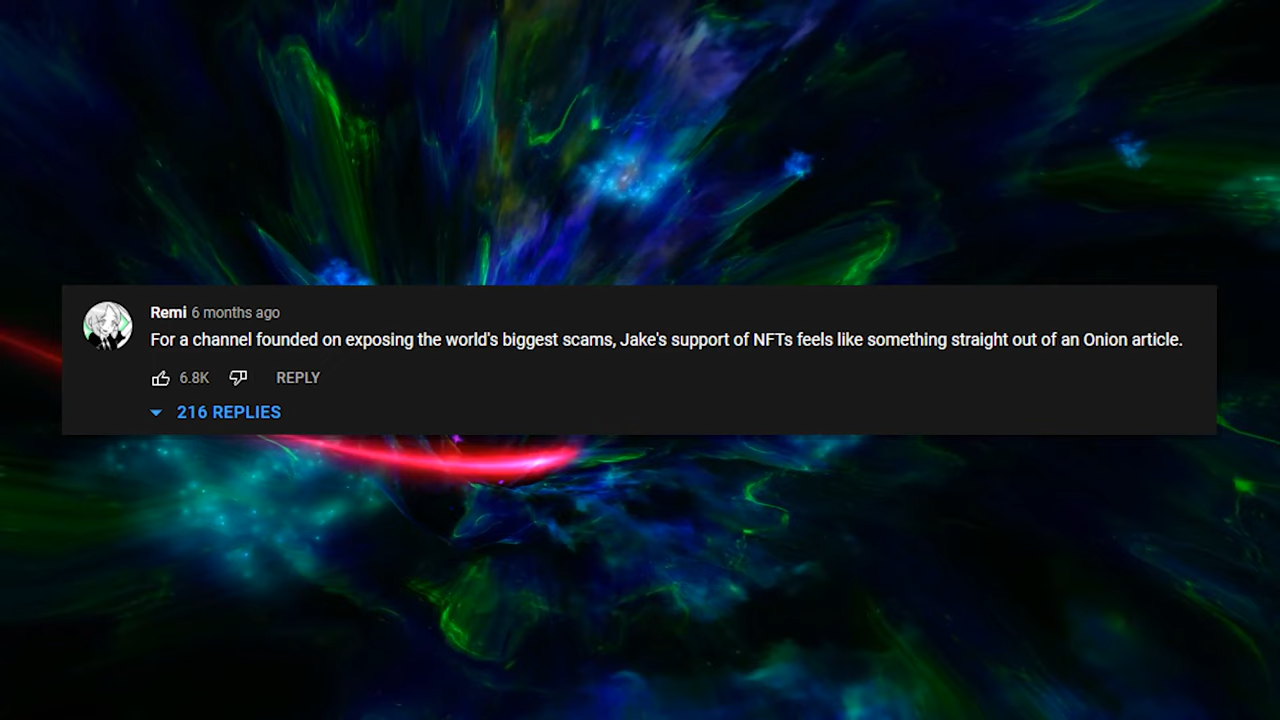 Remi 6 months ago
For a channel founded on exposing the world's biggest scams, Jake's support of NFTs feels like something straight out of an Onion article.
6.8K REPLY
216 REPLIES